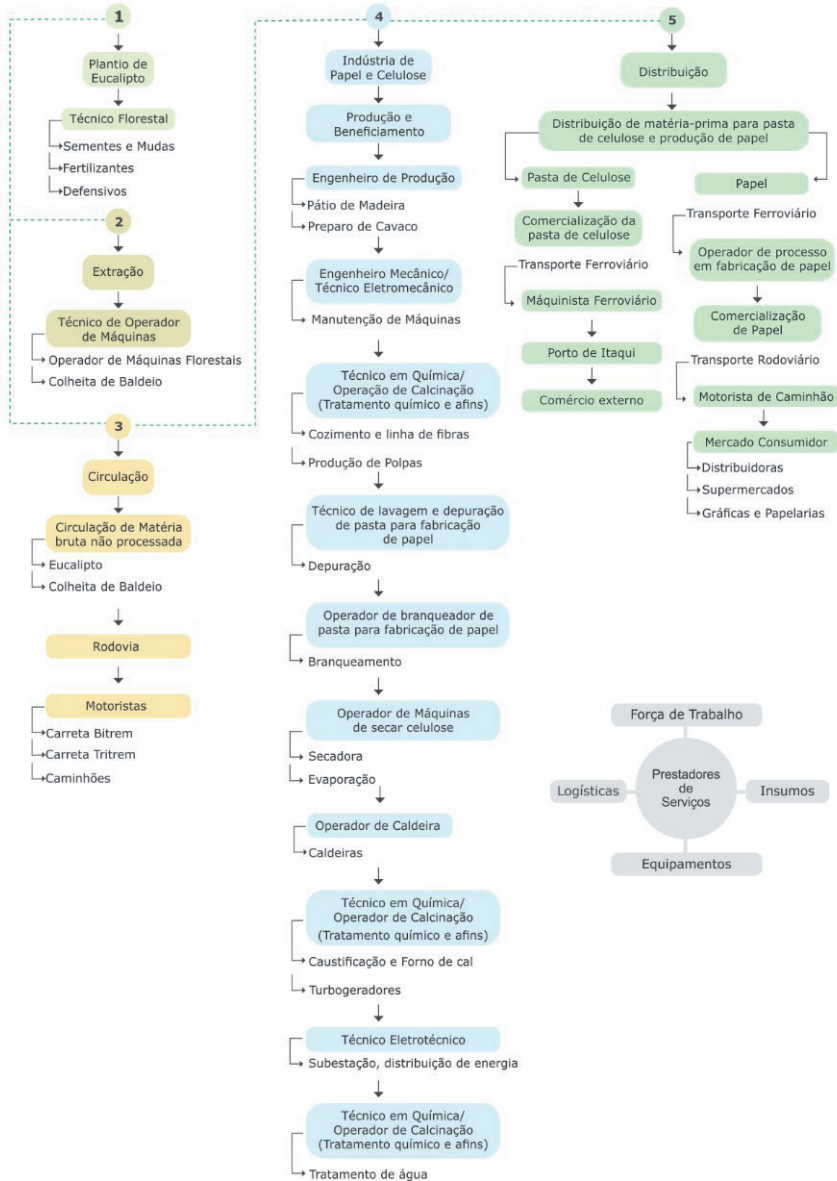 1
Plantio de
Eucalipto
Técnico Florestal
Sementes e Mudas
Fertilizantes
Defensivos
2
Extração
Técnico de Operador
de Máquinas
Operador de Máquinas Florestais
Colheita de Baldeio
3
Circulação
Circulação de Matéria
bruta não processada
Eucalipto
Colheita de Baldeio
Rodovia
Motoristas
Carreta Bitrem
Carreta Tritrem
Caminhões
4
Indústria de
Papel e Celulose
Produção e
Beneficiamento
Engenheiro de Produção
Pátio de Madeira
Preparo de Cavaco
Engenheiro Mecânico/
Técnico Eletromecânico
Manutenção de Máquinas
Técnico em Química/
Operação de Calcinação
(Tratamento químico e afins)
Cozimento e linha de fibras
Produção de Polpas
Técnico de lavagem e depuração
de pasta para fabricação
de papel
Depuração
Operador de branqueador de
pasta para fabricação de papel
Branqueamento
Operador de Máquinas
de secar celulose
Secadora
Evaporação
Operador de Caldeira
Caldeiras
Técnico em Química/
Operador de Calcinação
(Tratamento químico e afins)
Caustificação e Forno de cal
Turbogeradores
Técnico Eletrotécnico
Subestação, distribuição de energia
Técnico em Química/
Operador de Calcinação
(Tratamento químico e afins)
Tratamento de água
5
Distribuição
Distribuição de matéria-prima para pasta
de celulose e produção de papel
Pasta de Celulose
Comercialização da
pasta de celulose
Transporte Ferroviário
Máquinista Ferroviário
Porto de Itaqui
Comércio externo
Papel
Transporte Ferroviário
Operador de processo
em fabricação de papel
Comercialização
de Papel
Transporte Rodoviário
Motorista de Caminhão
Mercado Consumidor
Distribuidoras
Supermercados
Gráficas e Papelarias
Força de Trabalho
Logísticas
Prestadores
de
Serviços
Insumos
Equipamentos